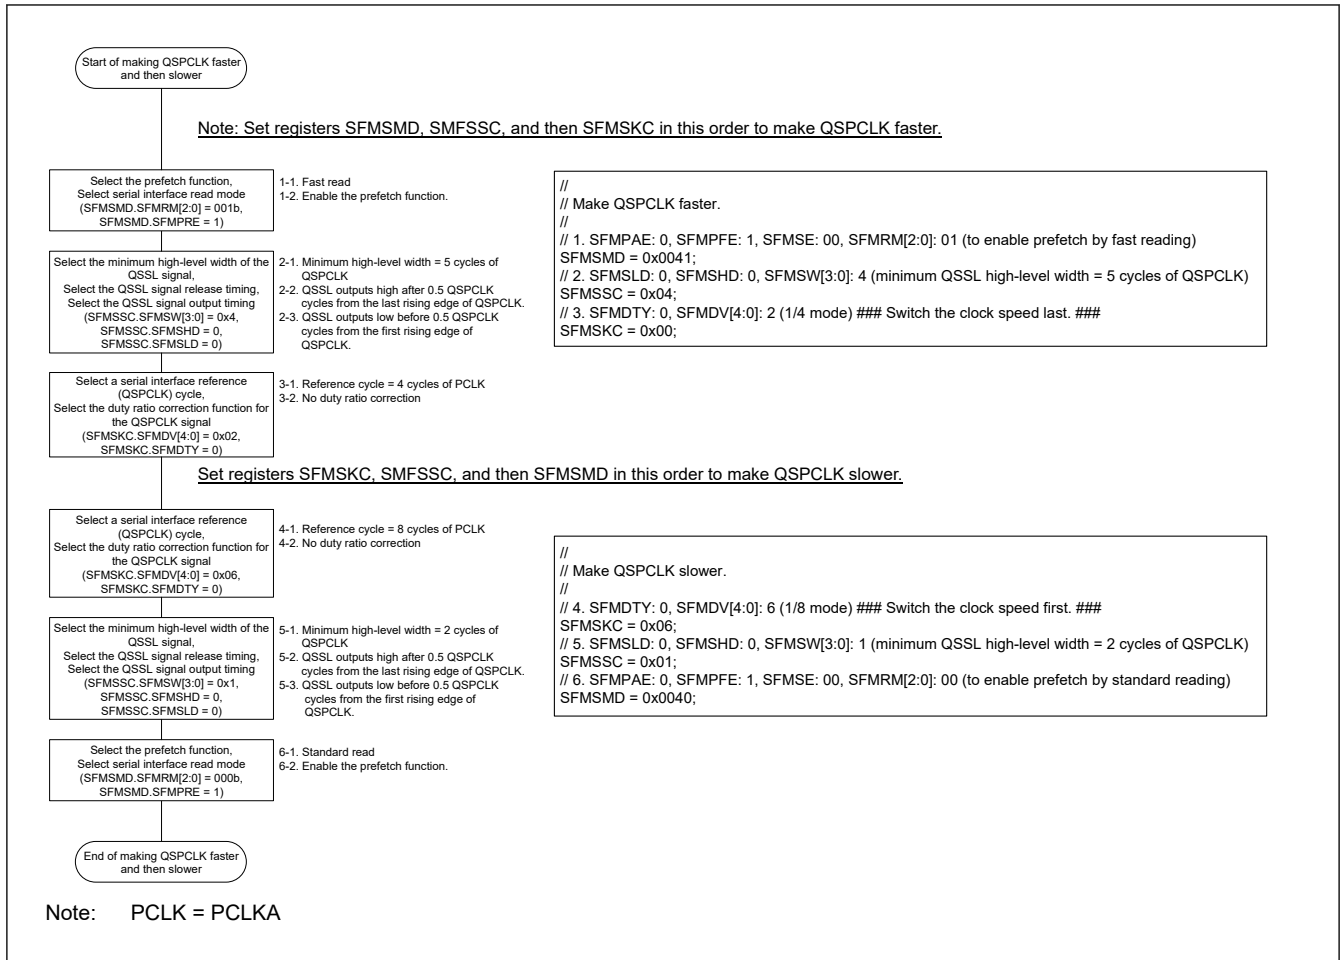 Start of making QSPCLK faster
and then slower
Note: Set registers SFMSMD, SMFSSC, and then SFMSKC in this order to make QSPCLK faster.
Select the prefetch function,
Select serial interface read mode
(SFMSMD.SFMRM[2:0] = 001b,
SFMSMD.SFMPRE = 1)
1-1. Fast read
1-2. Enable the prefetch function.
Select the minimum high-level width of the
QSSL signal,
Select the QSSL signal release timing,
Select the QSSL signal output timing
(SFMSSC.SFMSW[3:0] = 0x4,
SFMSSC.SFMSHD = 0,
SFMSSC.SFMSLD = 0)
2-1. Minimum high-level width = 5 cycles of
QSPCLK
2-2. QSSL outputs high after 0.5 QSPCLK
cycles from the last rising edge of QSPCLK.
2-3. QSSL outputs low before 0.5 QSPCLK
cycles from the first rising edge of
QSPCLK.
Select a serial interface reference
(QSPCLK) cycle,
Select the duty ratio correction function for
the QSPCLK signal
(SFMSKC.SFMDV[4:0] = 0x02,
SFMSKC.SFMDTY = 0)
3-1. Reference cycle = 4 cycles of PCLK
3-2. No duty ratio correction
//
// Make QSPCLK faster.
//
// 1. SFMPAE: 0, SFMPFE: 1, SFMSE: 00, SFMRM[2:0]: 01 (to enable prefetch by fast reading)
SFMSMD = 0x0041;
// 2. SFMSLD: 0, SFMSHD: 0, SFMSW[3:0]: 4 (minimum QSSL high-level width = 5 cycles of QSPCLK)
SFMSSC = 0x04;
// 3. SFMDTY: 0, SFMDV[4:0]: 2 (1/4 mode) ### Switch the clock speed last. ###
SFMSKC = 0x00;
Set registers SFMSKC, SMFSSC, and then SFMSMD in this order to make QSPCLK slower.
Select a serial interface reference
(QSPCLK) cycle,
Select the duty ratio correction function for
the QSPCLK signal
(SFMSKC.SFMDV[4:0] = 0x06,
SFMSKC.SFMDTY = 0)
4-1. Reference cycle = 8 cycles of PCLK
4-2. No duty ratio correction
Select the minimum high-level width of the
QSSL signal,
Select the QSSL signal release timing,
Select the QSSL signal output timing
(SFMSSC.SFMSW[3:0] = 0x1,
SFMSSC.SFMSHD = 0,
SFMSSC.SFMSLD = 0)
5-1. Minimum high-level width = 2 cycles of
QSPCLK
5-2. QSSL outputs high after 0.5 QSPCLK
cycles from the last rising edge of QSPCLK.
5-3. QSSL outputs low before 0.5 QSPCLK
cycles from the first rising edge of
QSPCLK.
Select the prefetch function,
Select serial interface read mode
(SFMSMD.SFMRM[2:0] = 000b,
SFMSMD.SFMPRE = 1)
6-1. Standard read
6-2. Enable the prefetch function.
//
// Make QSPCLK slower.
//
// 4. SFMDTY: 0, SFMDV[4:0]: 6 (1/8 mode) ### Switch the clock speed first. ###
SFMSKC = 0x06;
// 5. SFMSLD: 0, SFMSHD: 0, SFMSW[3:0]: 1 (minimum QSSL high-level width = 2 cycles of QSPCLK)
SFMSSC = 0x01;
// 6. SFMPAE: 0, SFMPFE: 1, SFMSE: 00, SFMRM[2:0]: 00 (to enable prefetch by standard reading)
SFMSMD = 0x0040;
End of making QSPCLK faster
and then slower
Note: PCLK = PCLKA